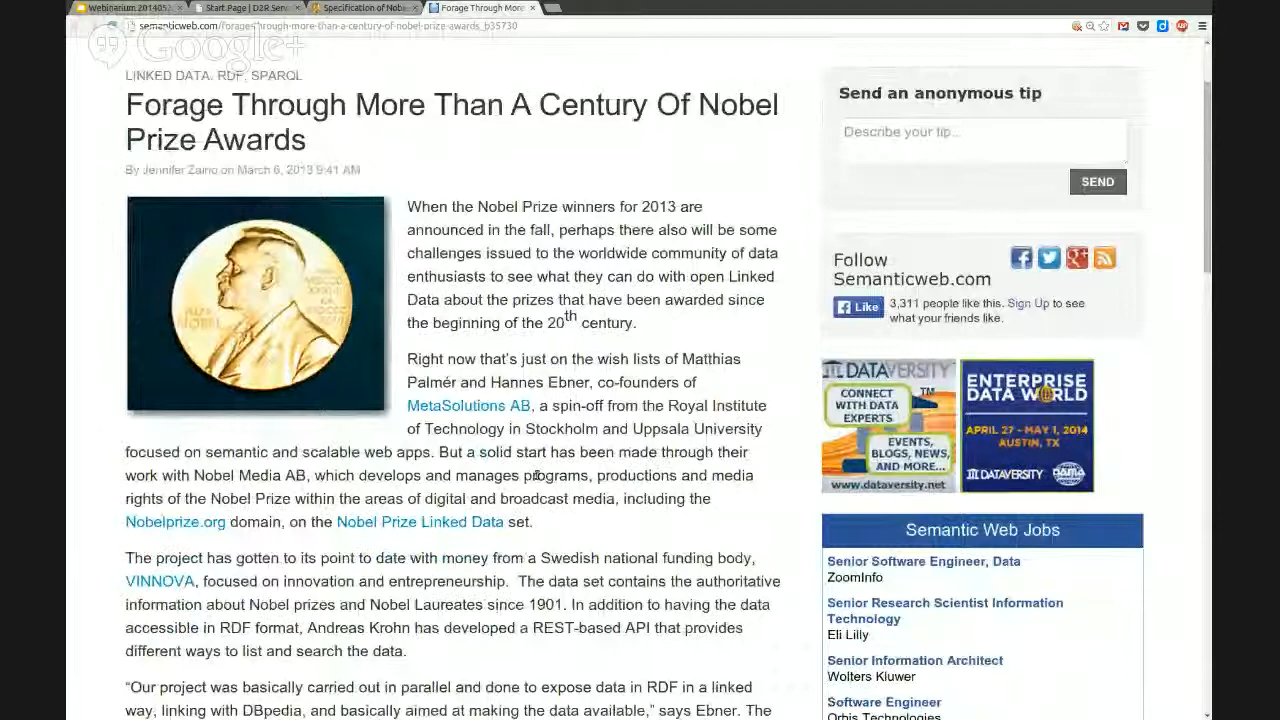 Webinarium 201405
Start Page | D2R Serv
Specification of Nobe
Forage Through More
semanticweb.com/forage-through-more-than-a-century-of-nobel-prize-awards_b35730
Google+
LINKED DATA, RDF, SPARQL
Forage Through More Than A Century Of Nobel
Prize Awards
By Jennifer Zaino on March 6, 2013 9:41 AM
When the Nobel Prize winners for 2013 are
announced in the fall, perhaps there also will be some
challenges issued to the worldwide community of data
enthusiasts to see what they can do with open Linked
Data about the prizes that have been awarded since
the beginning of the 20th century.
Right now that’s just on the wish lists of Matthias
Palmér and Hannes Ebner, co-founders of
MetaSolutions AB, a spin-off from the Royal Institute
of Technology in Stockholm and Uppsala University
focused on semantic and scalable web apps. But a solid start has been made through their
work with Nobel Media AB, which develops and manages programs, productions and media
rights of the Nobel Prize within the areas of digital and broadcast media, including the
Nobelprize.org domain, on the Nobel Prize Linked Data set.
The project has gotten to its point to date with money from a Swedish national funding body,
VINNOVA, focused on innovation and entrepreneurship. The data set contains the authoritative
information about Nobel prizes and Nobel Laureates since 1901. In addition to having the data
accessible in RDF format, Andreas Krohn has developed a REST-based API that provides
different ways to list and search the data.
“Our project was basically carried out in parallel and done to expose data in RDF in a linked
way, linking with DBpedia, and basically aimed at making the data available,” says Ebner. The
Send an anonymous tip
Describe your tip...
SEND
Follow
Semanticweb.com
Like
3,311 people like this. Sign Up to see
what your friends like.
DATAVERSITY
TM
CONNECT
WITH DATA
EXPERTS
EVENTS,
BLOGS, NEWS,
AND MORE...
www.dataversity.net
ENTERPRISE
DATA WORLD
APRIL 27 - MAY 1, 2014
AUSTIN, TX
DATAVERSITY
DAMA
Semantic Web Jobs
Senior Software Engineer, Data
ZoomInfo
Senior Research Scientist Information
Technology
Eli Lilly
Senior Information Architect
Wolters Kluwer
Software Engineer
Orbis Technologies